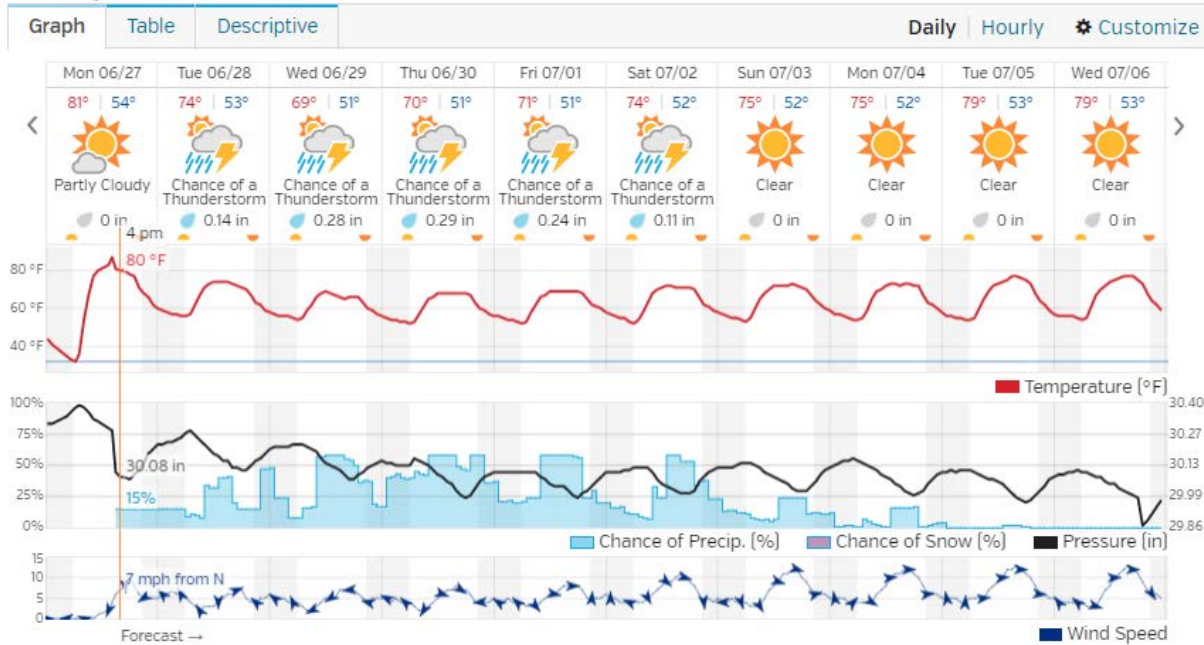 Graph Table Descriptive Daily Hourly Customize
Mon 06/27 Tue 06/28 Wed 06/29 Thu 06/30 Fri 07/01 Sat 07/02 Sun 07/03 Mon 07/04 Tue 07/05 Wed 07/06
81° 54° 74° 53° 69° 51° 70° 51° 71° 51° 74° 52° 75° 52° 75° 52° 79° 53° 79° 53°
Partly Cloudy Chance of a Chance of a Chance of a Chance of a Chance of a Clear Clear Clear Clear
Thunderstorm Thunderstorm Thunderstorm Thunderstorm Thunderstorm
0 in 0.14 in 0.28 in 0.29 in 0.24 in 0.11 in 0 in 0 in 0 in 0 in
4 pm
80 °F
80 °F
60 °F
40 °F
Temperature (°F)
100% 30.40
75% 30.27
50% 30.08 in 30.13
25% 15% 29.99
0% 29.86
Chance of Precip. (%) Chance of Snow (%) Pressure (in)
15
10 7 mph from N
5
0
Forecast → Wind Speed